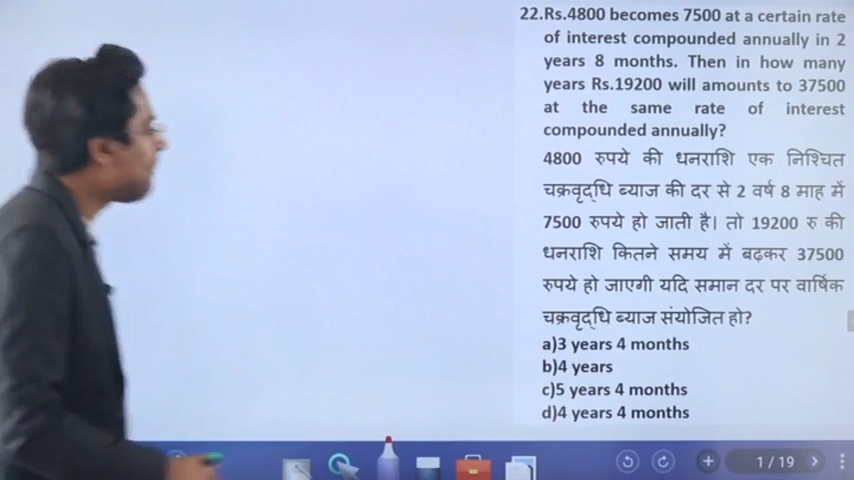 22.Rs.4800 becomes 7500 at a certain rate
of interest compounded annually in 2
years 8 months. Then in how many
years Rs.19200 will amounts to 37500
at the same rate of interest
compounded annually?
4800 रुपये की धनराशि एक निश्चित
चक्रवृद्धि ब्याज की दर से 2 वर्ष 8 माह में
7500 रुपये हो जाती है। तो 19200 रु की
धनराशि कितने समय में बढ़कर 37500
रुपये हो जाएगी यदि समान दर पर वार्षिक
चक्रवृद्धि ब्याज संयोजित हो?
a)3 years 4 months
b)4 years
c)5 years 4 months
d)4 years 4 months
1 / 19